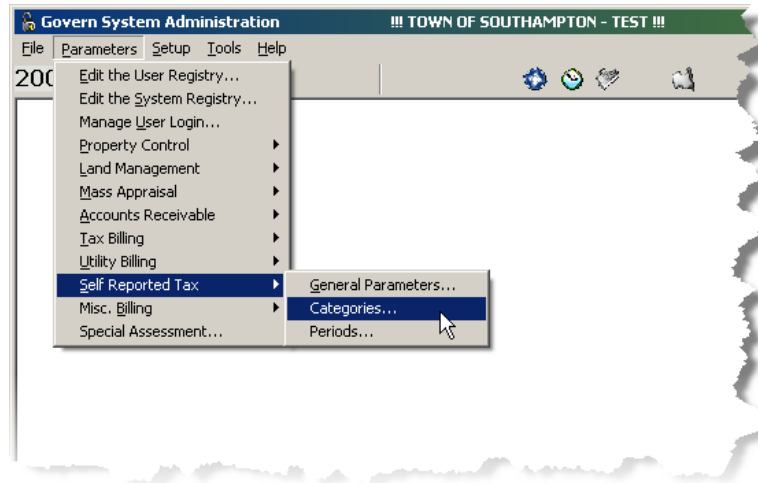 Govern System Administration !!! TOWN OF SOUTHAMPTON - TEST !!!
File Parameters Setup Tools Help
200
Edit the User Registry...
Edit the System Registry...
Manage User Login...
Property Control
Land Management
Mass Appraisal
Accounts Receivable
Tax Billing
Utility Billing
Self Reported Tax
Misc. Billing
Special Assessment...
General Parameters...
Categories...
Periods...